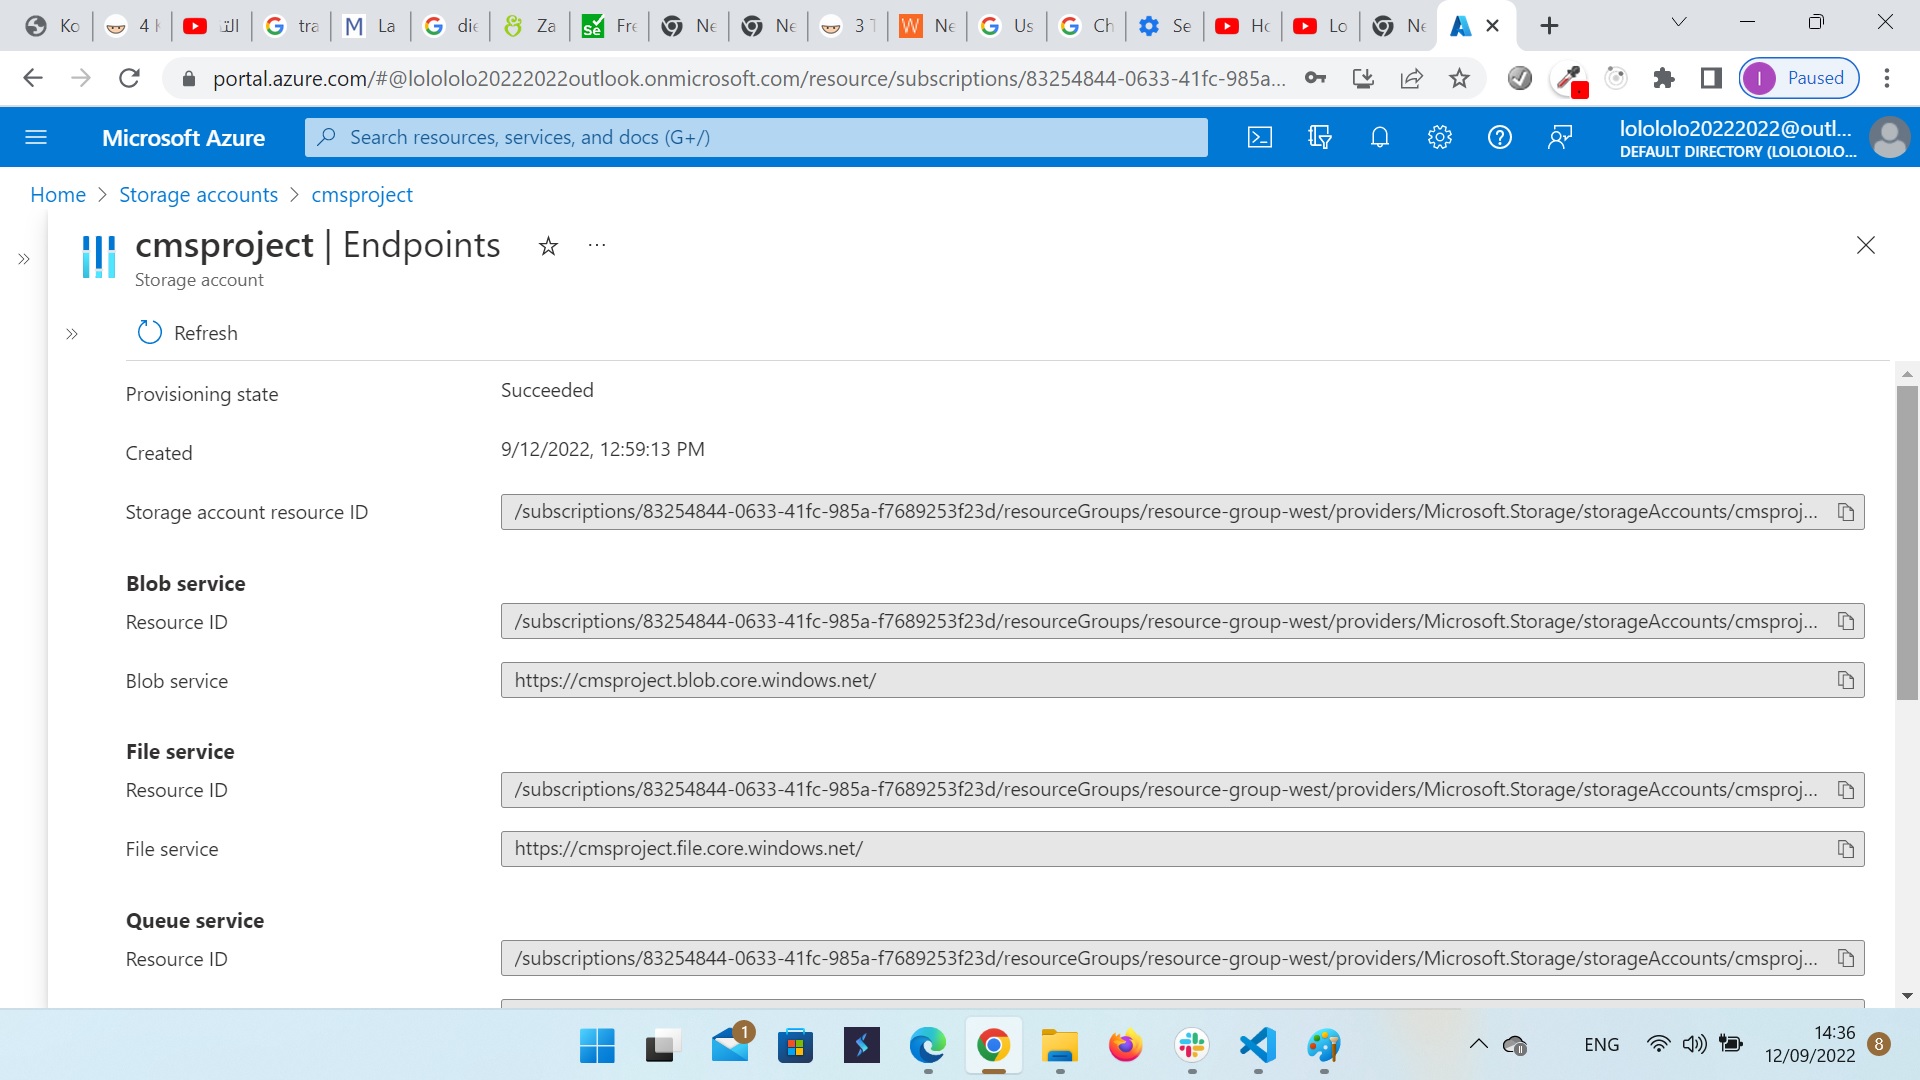 Ko
4 k
الت
tra
La
die
Za
Fre
Ne
Ne
3 T
Ne
Us
Ch
Se
Ho
Lo
Ne
portal.azure.com/#@lolololo20222022outlook.onmicrosoft.com/resource/subscriptions/83254844-0633-41fc-985a...
I
Paused
Microsoft Azure
Search resources, services, and docs (G+/)
lolololo20222022@outl...
DEFAULT DIRECTORY (LOLOLOLO...
Home > Storage accounts > cmsproject
cmsproject | Endpoints
Storage account
Refresh
Provisioning state
Succeeded
Created
9/12/2022, 12:59:13 PM
Storage account resource ID
/subscriptions/83254844-0633-41fc-985a-f7689253f23d/resourceGroups/resource-group-west/providers/Microsoft.Storage/storageAccounts/cmsproj...
Blob service
Resource ID
/subscriptions/83254844-0633-41fc-985a-f7689253f23d/resourceGroups/resource-group-west/providers/Microsoft.Storage/storageAccounts/cmsproj...
Blob service
https://cmsproject.blob.core.windows.net/
File service
Resource ID
/subscriptions/83254844-0633-41fc-985a-f7689253f23d/resourceGroups/resource-group-west/providers/Microsoft.Storage/storageAccounts/cmsproj...
File service
https://cmsproject.file.core.windows.net/
Queue service
Resource ID
/subscriptions/83254844-0633-41fc-985a-f7689253f23d/resourceGroups/resource-group-west/providers/Microsoft.Storage/storageAccounts/cmsproj...
1
ENG
14:36
12/09/2022
8